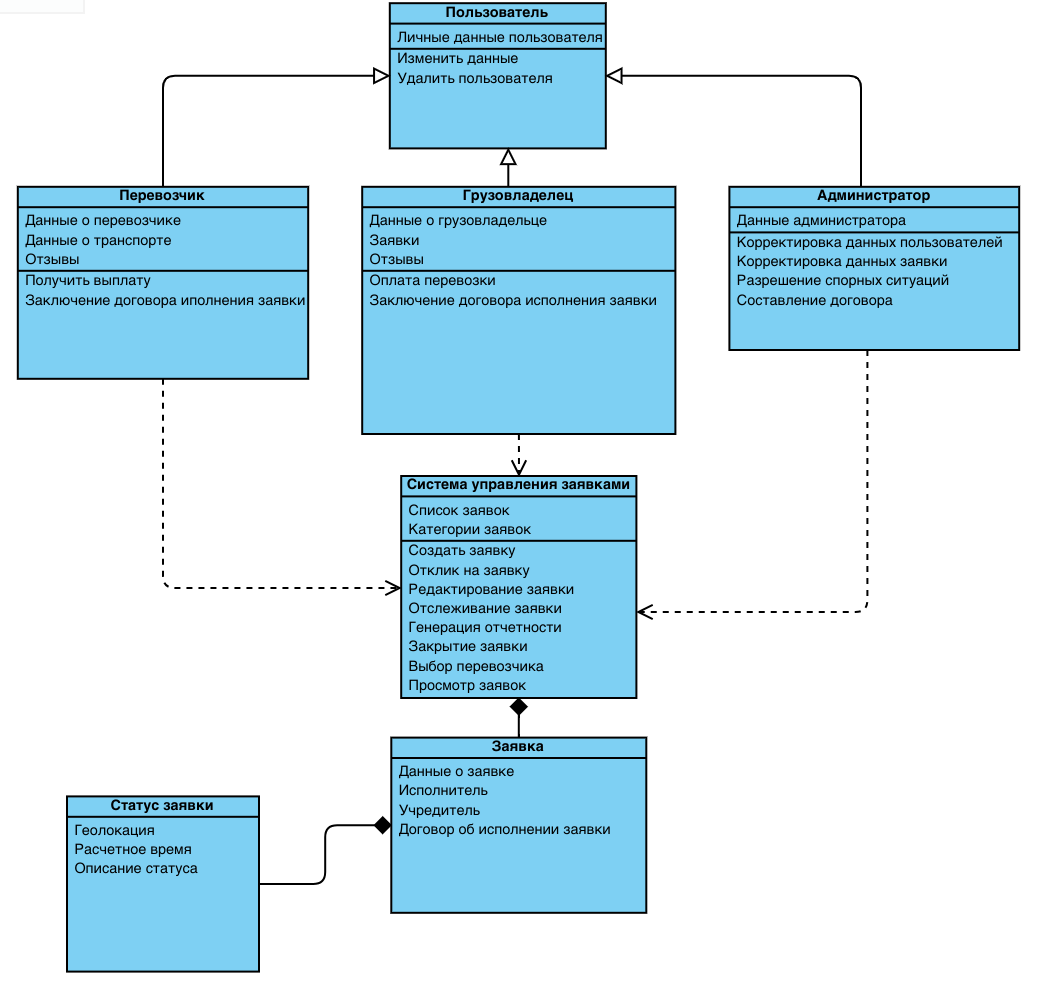 Пользователь
Личные данные пользователя
Изменить данные
Удалить пользователя
Перевозчик
Данные о перевозчике
Данные о транспорте
Отзывы
Получить выплату
Заключение договора иполнения заявки
Грузовладелец
Данные о грузовладельце
Заявки
Отзывы
Оплата перевозки
Заключение договора исполнения заявки
Администратор
Данные администратора
Корректировка данных пользователей
Корректировка данных заявки
Разрешение спорных ситуаций
Составление договора
Система управления заявками
Список заявок
Категории заявок
Создать заявку
Отклик на заявку
Редактирование заявки
Отслеживание заявки
Генерация отчетности
Закрытие заявки
Выбор перевозчика
Просмотр заявок
Заявка
Данные о заявке
Исполнитель
Учредитель
Договор об исполнении заявки
Статус заявки
Геолокация
Расчетное время
Описание статуса